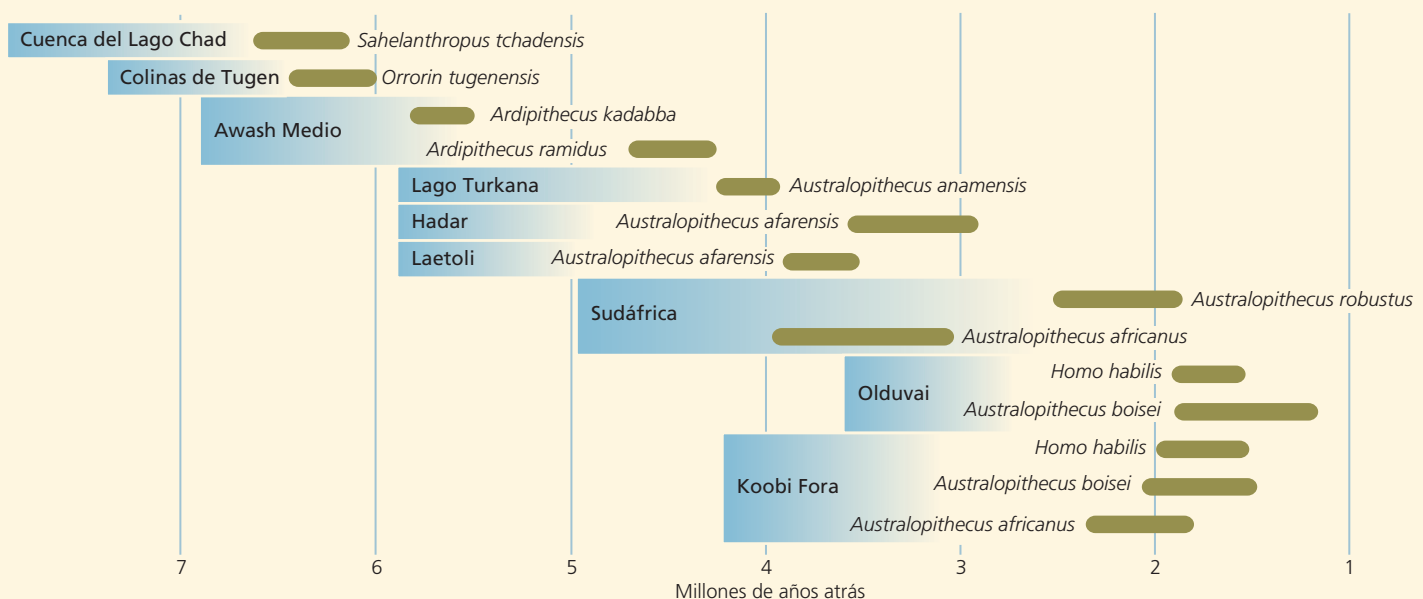 Cuenca del Lago Chad Sahelanthropus tchadensis
Colinas de Tugen Orrorin tugenensis
Awash Medio
Ardipithecus kadabba
Ardipithecus ramidus
Lago Turkana Australopithecus anamensis
Hadar Australopithecus afarensis
Laetoli Australopithecus afarensis
Sudáfrica
Australopithecus robustus
Australopithecus africanus
Olduvai
Homo habilis
Australopithecus boisei
Koobi Fora
Homo habilis
Australopithecus boisei
Australopithecus africanus
7 6 5 4 3 2 1
Millones de años atrás